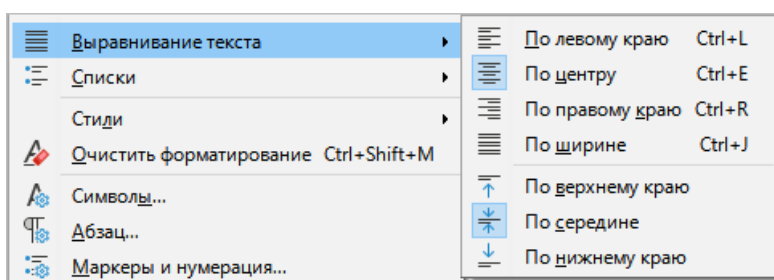 Выравнивание текста
Списки
Стили
Очистить форматирование Ctrl+Shift+M
Символы...
Абзац...
Маркеры и нумерация...
По левому краю Ctrl+L
По центру Ctrl+E
По правому краю Ctrl+R
По ширине Ctrl+J
По верхнему краю
По середине
По нижнему краю